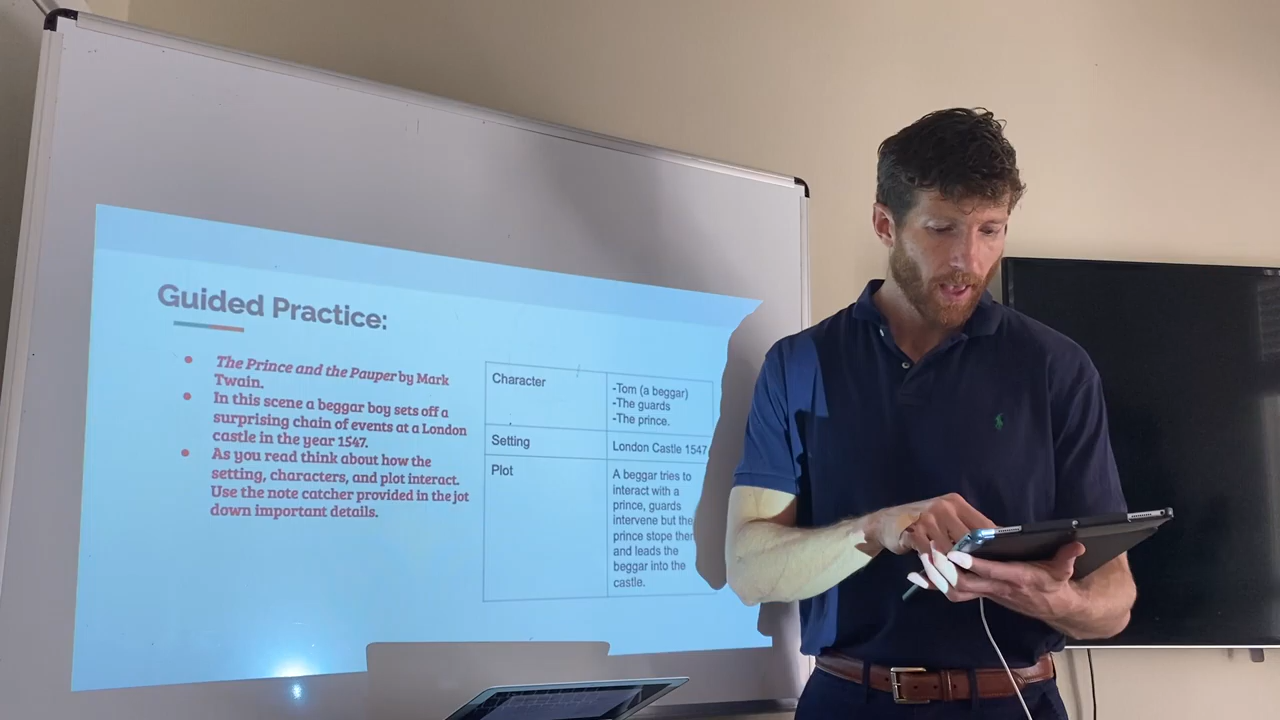 Guided Practice:
The Prince and the Pauper by Mark
Twain.
In this scene a beggar boy sets off a
surprising chain of events at a London
castle in the year 1547.
As you read think about how the
setting, characters, and plot interact.
Use the note catcher provided in the jot
down important details.
Character
-Tom (a beggar)
-The guards
-The prince.
Setting
London Castle 1547
Plot
A beggar tries to
interact with a
prince, guards
intervene but the
prince stope
and leads the
beggar into the
castle.